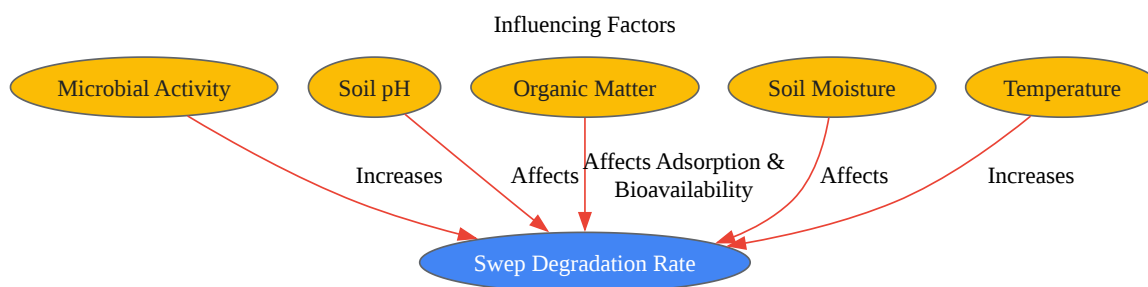 Influencing Factors
Microbial Activity
Soil pH
Organic Matter
Soil Moisture
Temperature
Increases
Affects
Affects Adsorption &
Bioavailability
Affects
Increases
Swep Degradation Rate